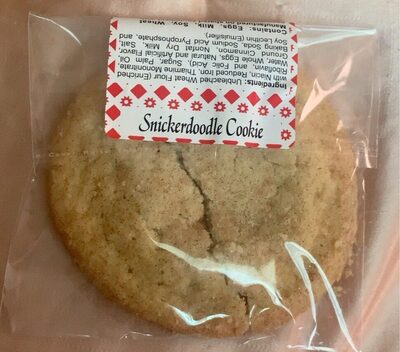 Ingredients: Unbleached Wheat Flour (Enriched
with Niacin, Reduced Iron, Thiamine Mononitrate,
Riboflavin and Folic Acid), Sugar, Palm Oil,
Water, Whole Eggs, Natural and Artificial Flavor,
Ground Cinnamon, Nonfat Dry Milk, Salt,
Baking Soda, Sodium Acid Pyrophosphate, and
Soy Lecithin (Emulsifier).
Contains: Eggs, Milk, Soy, Wheat
Manufactured
Snickerdoodle Cookie